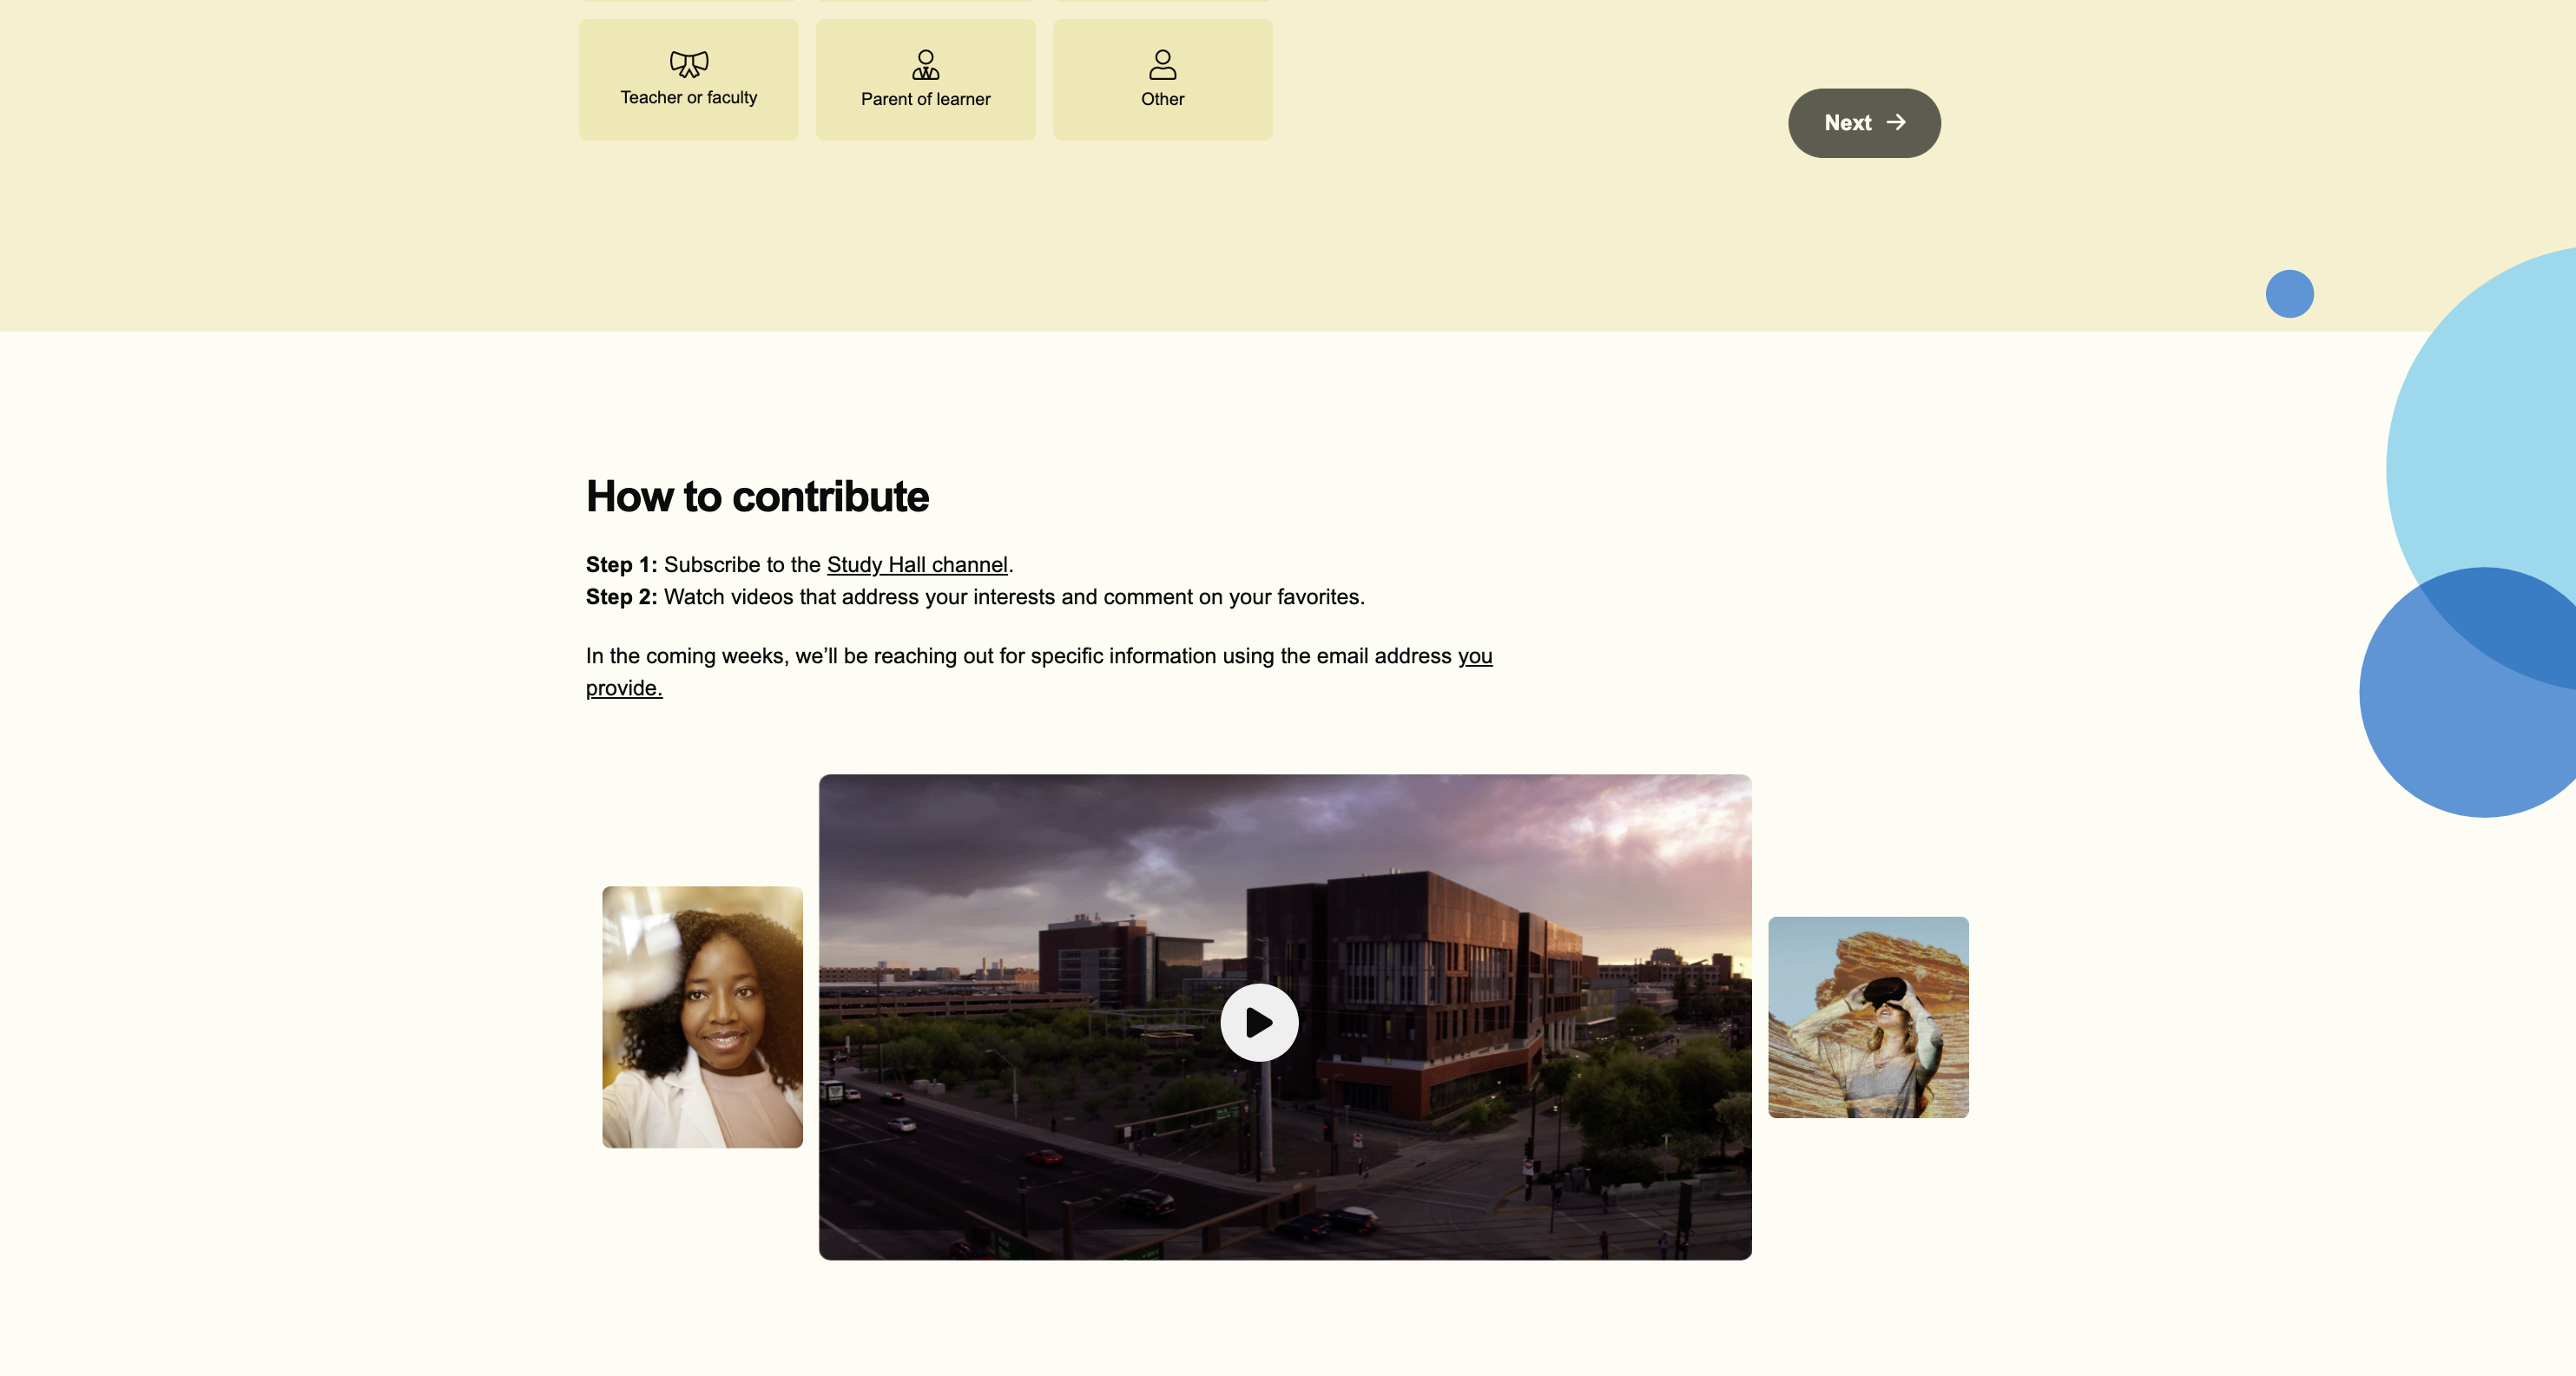 Teacher or faculty
Parent of learner
Other
Next
How to contribute
Step 1: Subscribe to the Study Hall channel.
Step 2: Watch videos that address your interests and comment on your favorites.
In the coming weeks, we’ll be reaching out for specific information using the email address you
provide.